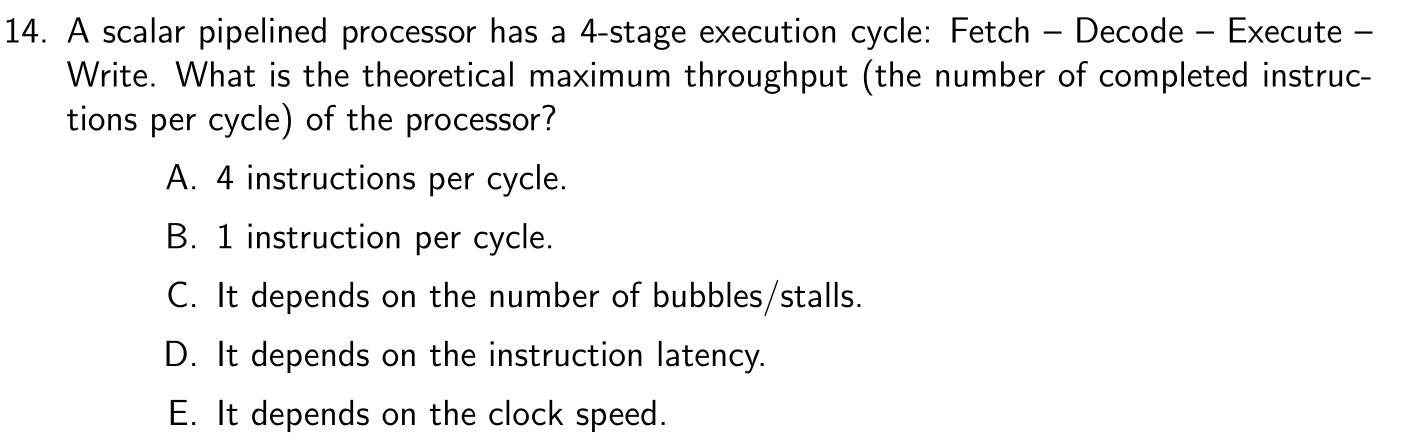 14. A scalar pipelined processor has a 4-stage execution cycle: Fetch – Decode – Execute –
Write. What is the theoretical maximum throughput (the number of completed instruc-
tions per cycle) of the processor?
A. 4 instructions per cycle.
B. 1 instruction per cycle.
C. It depends on the number of bubbles/stalls.
D. It depends on the instruction latency.
E. It depends on the clock speed.